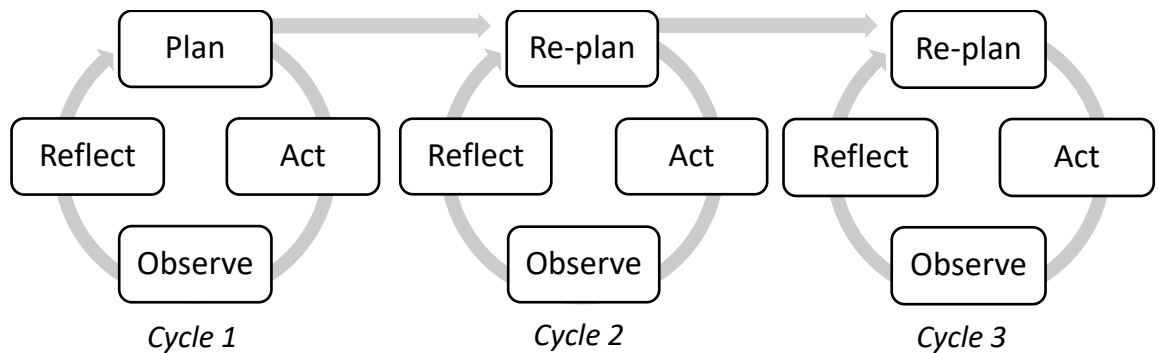 Plan
Act
Observe
Reflect
Cycle 1
Re-plan
Act
Observe
Reflect
Cycle 2
Re-plan
Act
Observe
Reflect
Cycle 3